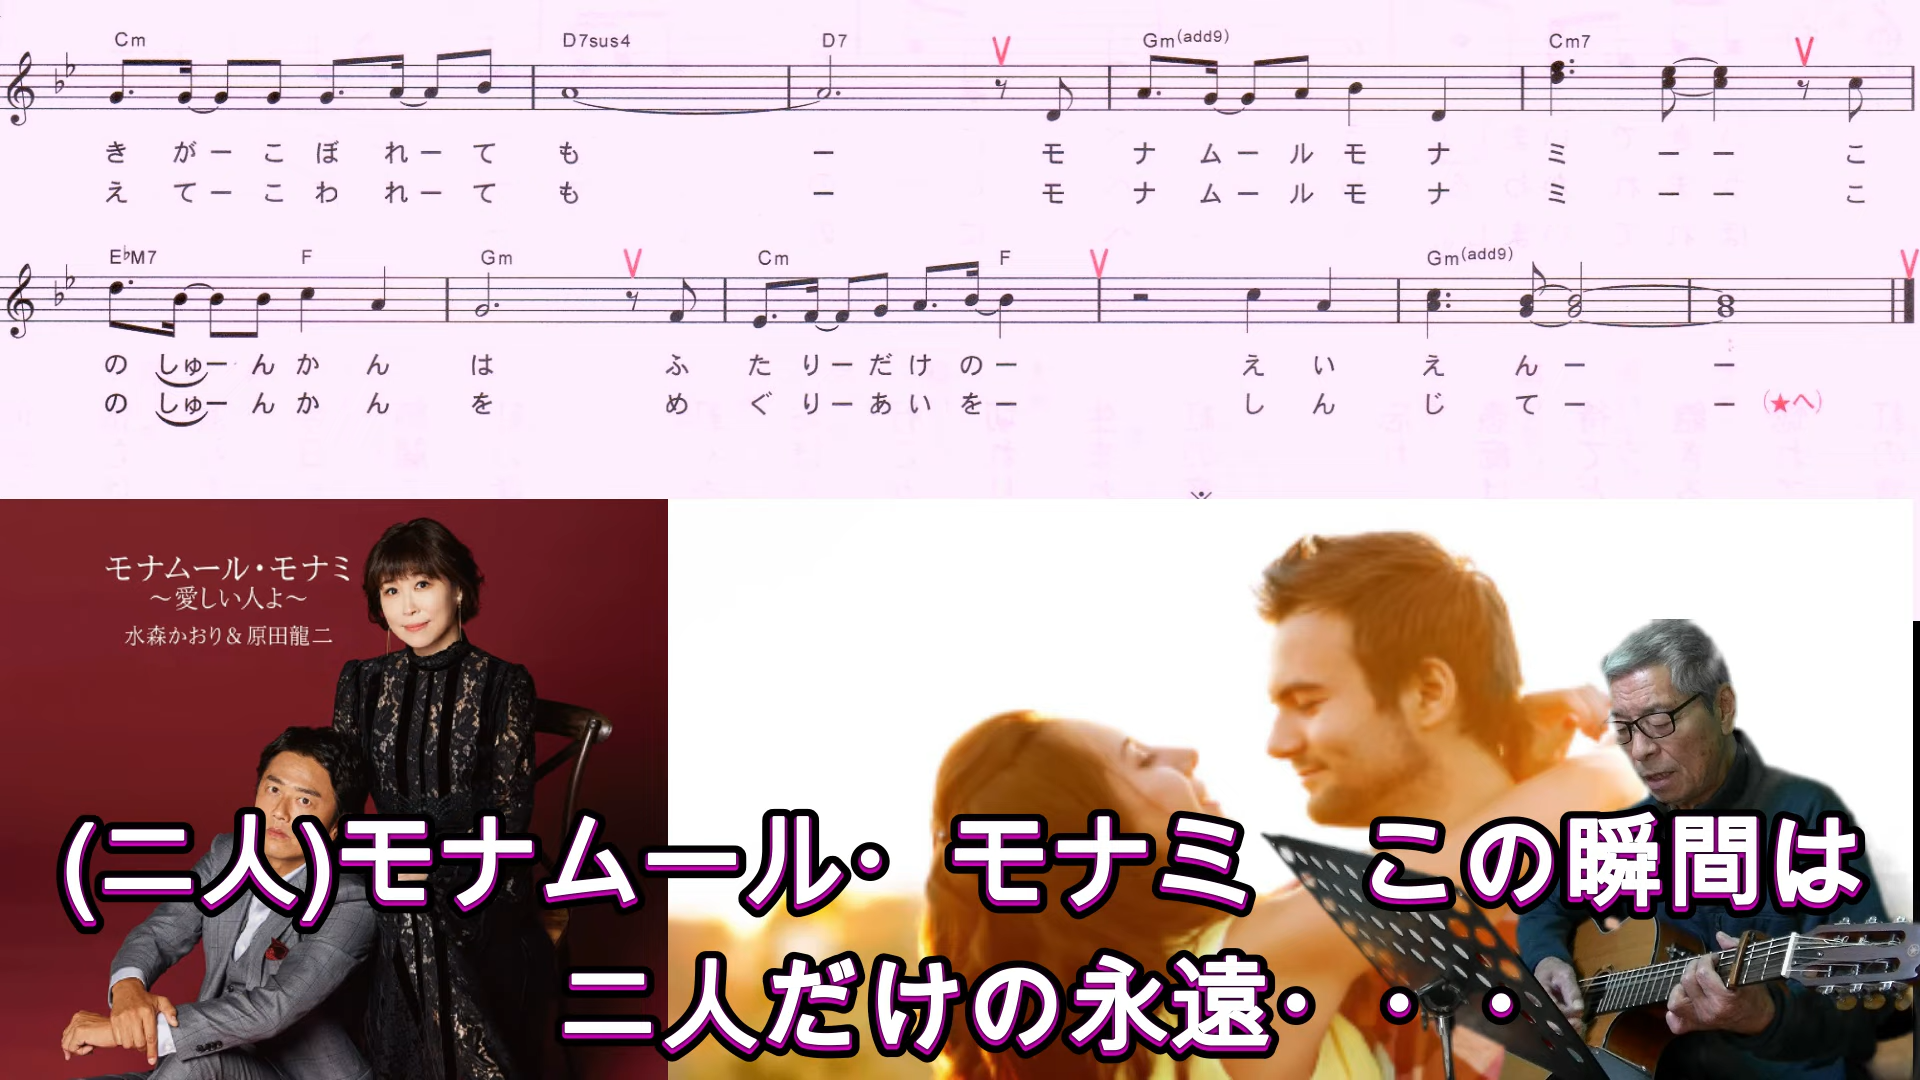 Cm D7sus4 D7 Gm(add9) Cm7
きがーこぼれーても ー モナムールモナミーー こ
えてーこわれーても ー モナムールモナミーー こ
E♭M7 F Gm Cm F Gm(add9)
のしゅーんかんは ふたりーだけのー えいえんー ー
のしゅーんかんを めぐりーあいをー しんじてー ー (★へ)
モナムール・モナミ
〜愛しい人よ〜
水森かおり&原田龍二
(二人)モナムール・ モナミ この瞬間は
二人だけの永遠・・・